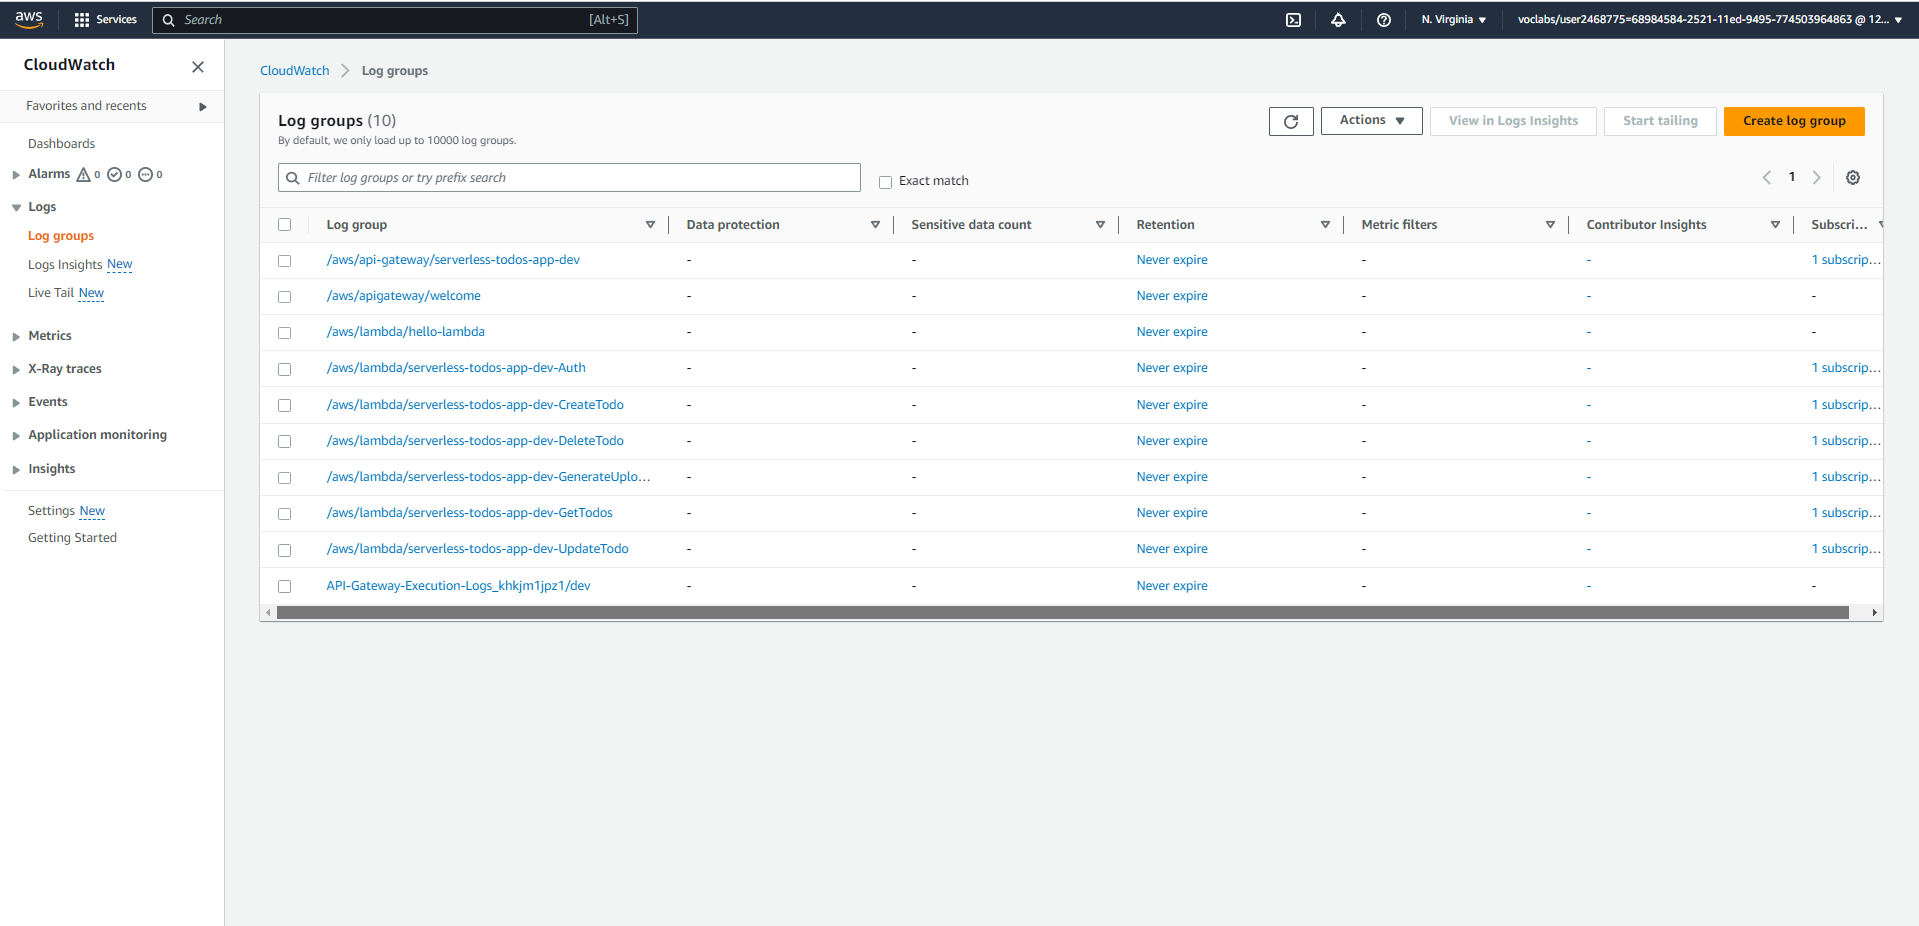 aws Services Search [Alt+S] N. Virginia voclabs/user2468775=68984584-2521-11ed-9495-774503964863 @ 12...
CloudWatch
Favorites and recents
Dashboards
Alarms 0 0 0
Logs
Log groups
Logs Insights New
Live Tail New
Metrics
X-Ray traces
Events
Application monitoring
Insights
Settings New
Getting Started
CloudWatch Log groups
Log groups (10)
By default, we only load up to 10000 log groups.
Actions View in Logs Insights Start tailing Create log group
Filter log groups or try prefix search Exact match 1
Log group Data protection Sensitive data count Retention Metric filters Contributor Insights Subscri...
/aws/api-gateway/serverless-todos-app-dev - - Never expire - - 1 subscrip...
/aws/apigateway/welcome - - Never expire - - -
/aws/lambda/hello-lambda - - Never expire - - -
/aws/lambda/serverless-todos-app-dev-Auth - - Never expire - - 1 subscrip...
/aws/lambda/serverless-todos-app-dev-CreateTodo - - Never expire - - 1 subscrip...
/aws/lambda/serverless-todos-app-dev-DeleteTodo - - Never expire - - 1 subscrip...
/aws/lambda/serverless-todos-app-dev-GenerateUplo... - - Never expire - - 1 subscrip...
/aws/lambda/serverless-todos-app-dev-GetTodos - - Never expire - - 1 subscrip...
/aws/lambda/serverless-todos-app-dev-UpdateTodo - - Never expire - - 1 subscrip...
API-Gateway-Execution-Logs_khkjm1jpz1/dev - - Never expire - - -